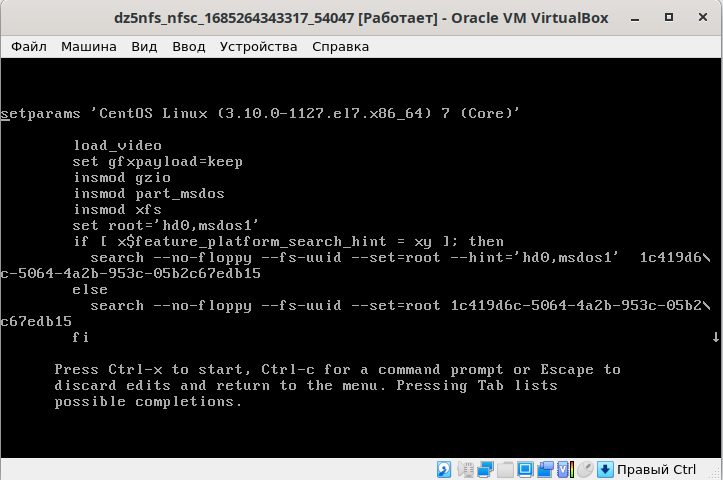 dz5nfs_nfsc_1685264343317_54047 [Работает] - Oracle VM VirtualBox
Файл Машина Вид Ввод Устройства Справка
setparams 'CentOS Linux (3.10.0-1127.el7.x86_64) 7 (Core)'
load_video
set gfxpayload=keep
insmod gzio
insmod part_msdos
insmod xfs
set root='hd0,msdos1'
if [ x$feature_platform_search_hint = xy ]; then
search --no-floppy --fs-uuid --set=root --hint='hd0,msdos1'  1c419d6\
c-5064-4a2b-953c-05b2c67edb15
else
search --no-floppy --fs-uuid --set=root 1c419d6c-5064-4a2b-953c-05b2\
c67edb15
fi
Press Ctrl-x to start, Ctrl-c for a command prompt or Escape to
discard edits and return to the menu. Pressing Tab lists
possible completions.
Правый Ctrl